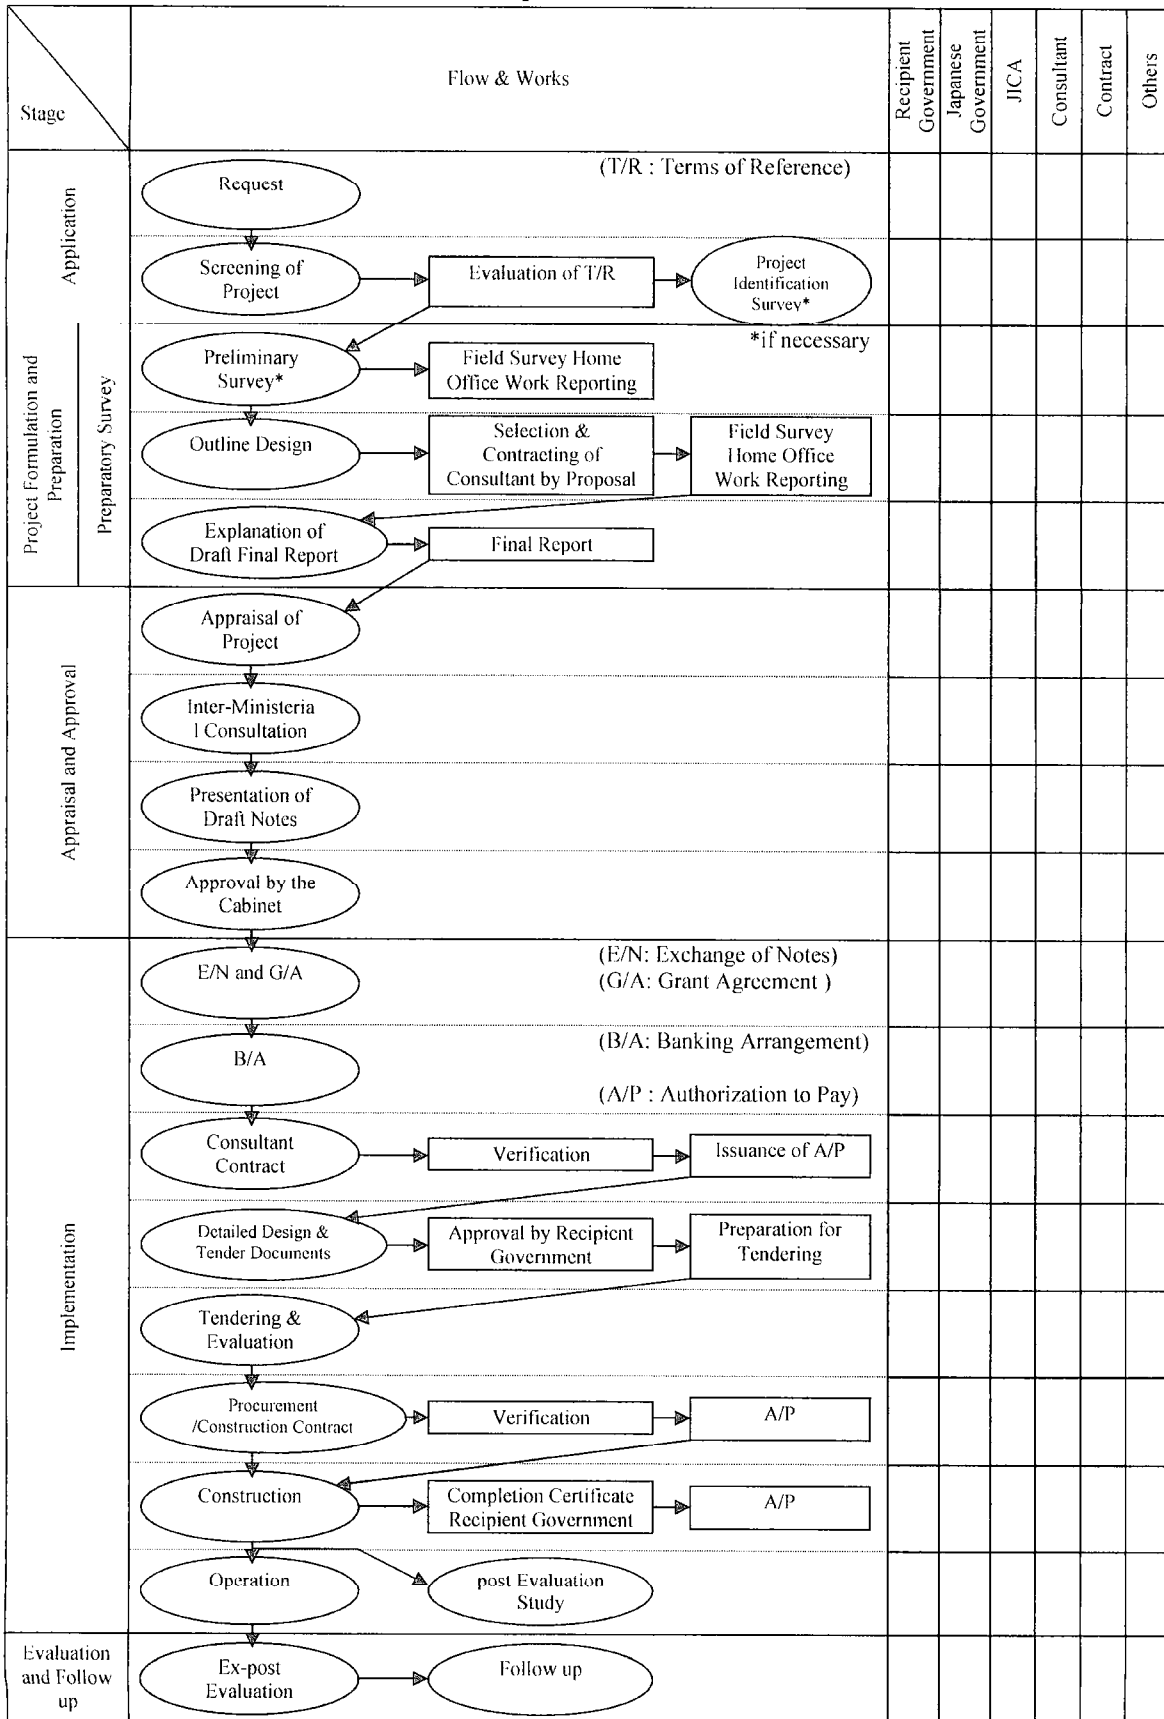 Stage
Flow & Works
Recipient
Government
Japanese
Government
JICA
Consultant
Contract
Others
Application
Request
(T/R : Terms of Reference)
Screening of
Project
Evaluation of T/R
Project
Identification
Survey*
*if necessary
Project Formulation and
Preparation
Preparatory Survey
Preliminary
Survey*
Field Survey Home
Office Work Reporting
Outline Design
Selection &
Contracting of
Consultant by Proposal
Field Survey
Home Office
Work Reporting
Explanation of
Draft Final Report
Final Report
Appraisal and Approval
Appraisal of
Project
Inter-Ministeria
l Consultation
Presentation of
Draft Notes
Approval by the
Cabinet
Implementation
E/N and G/A
(E/N: Exchange of Notes)
(G/A: Grant Agreement )
B/A
(B/A: Banking Arrangement)
(A/P : Authorization to Pay)
Consultant
Contract
Verification
Issuance of A/P
Detailed Design &
Tender Documents
Approval by Recipient
Government
Preparation for
Tendering
Tendering &
Evaluation
Procurement
/Construction Contract
Verification
A/P
Construction
Completion Certificate
Recipient Government
A/P
Operation
post Evaluation
Study
Evaluation
and Follow
up
Ex-post
Evaluation
Follow up